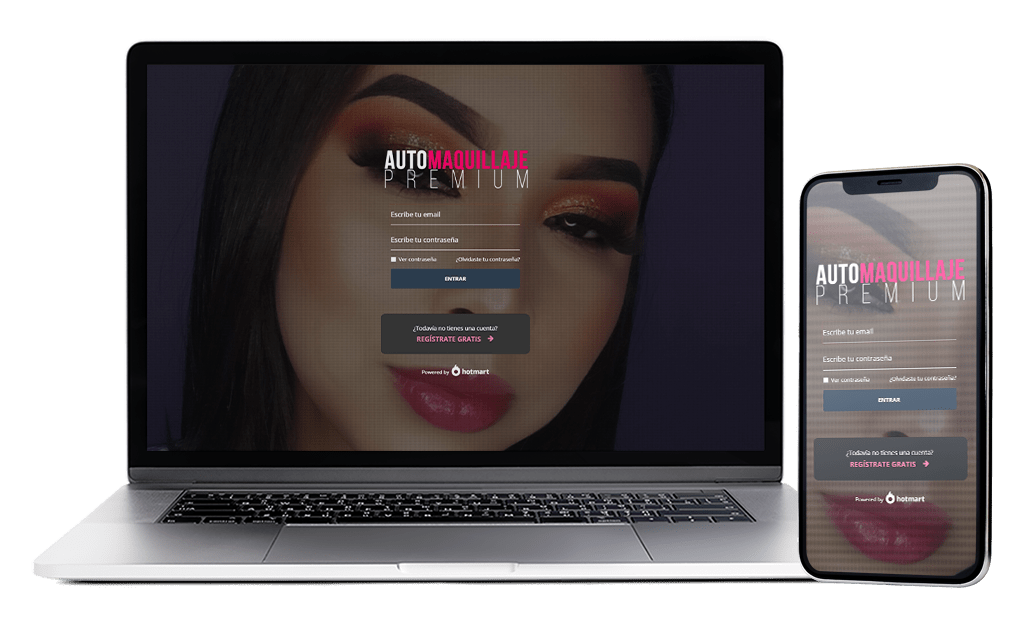 AUTOMAQUILLAJE
PREMIUM
Escribe tu email
Escribe tu contraseña
Ver contraseña ¿Olvidaste tu contraseña?
ENTRAR
¿Todavía no tienes una cuenta?
REGÍSTRATE GRATIS
Powered by hotmart
AUTOMAQUILLAJE
PREMIUM
Escribe tu email
Escribe tu contraseña
Ver contraseña ¿Olvidaste tu contraseña?
ENTRAR
¿Todavía no tienes una cuenta?
REGÍSTRATE GRATIS
Powered by hotmart